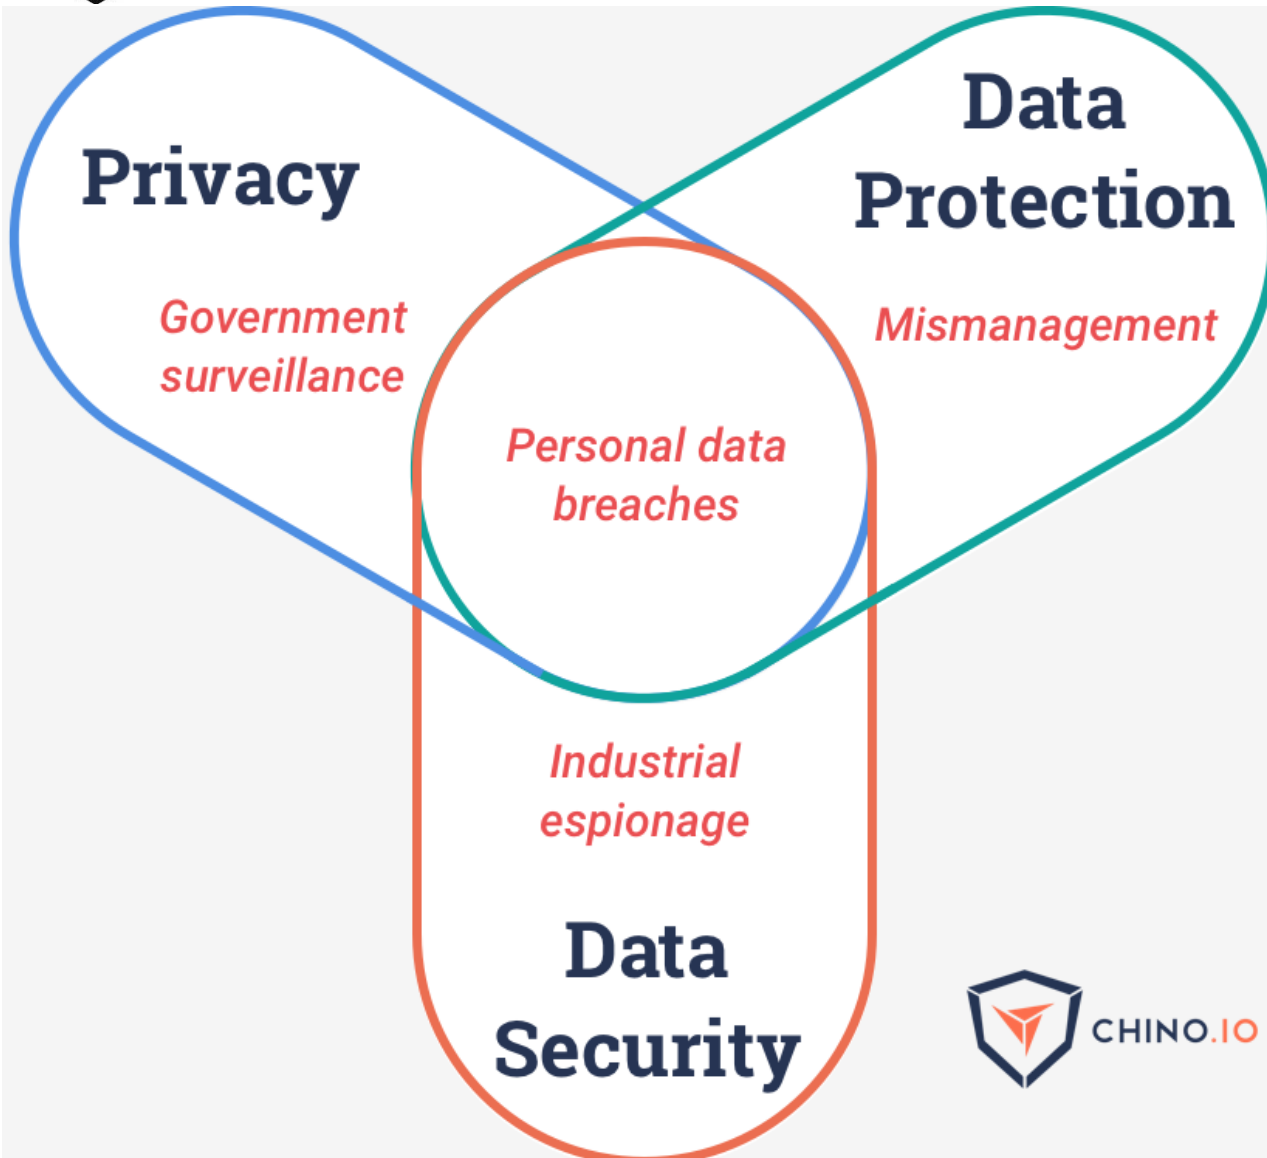 Privacy
Government
surveillance
Data
Protection
Mismanagement
Personal data
breaches
Industrial
espionage
Data
Security
CHINO.IO